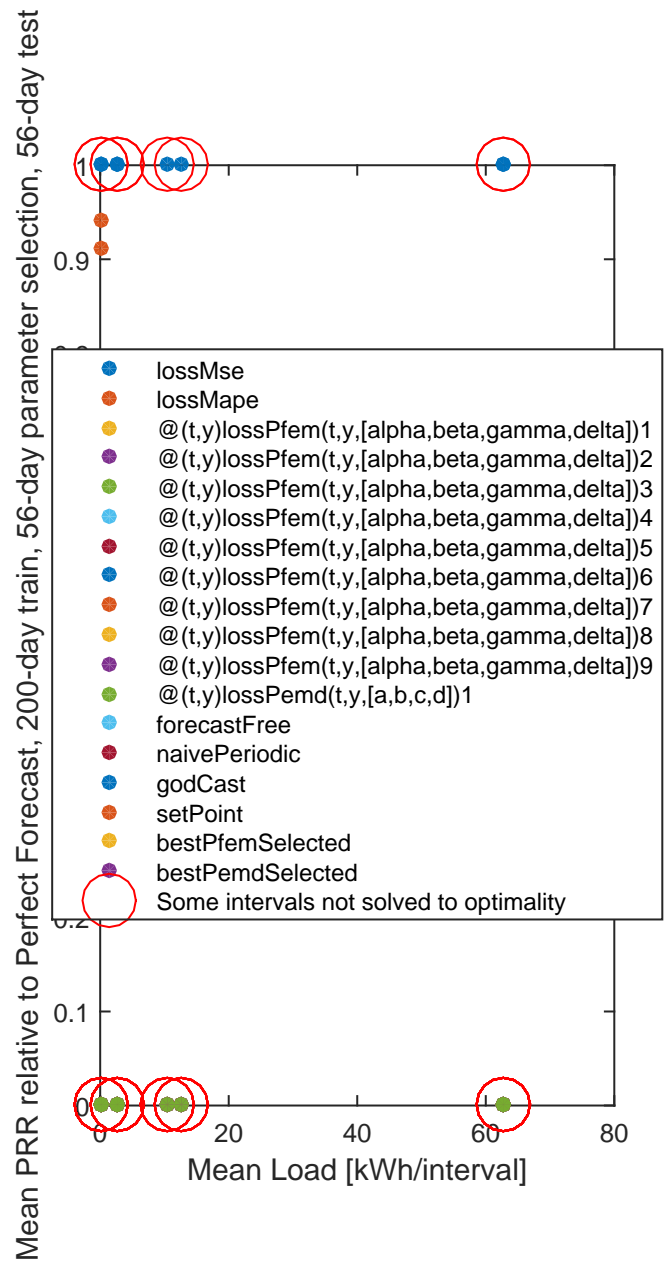 Mean PRR relative to Perfect Forecast, 200-day train, 56-day parameter selection, 56-day test
1
0.9
lossMse
lossMape
@(t,y)lossPfem(t,y,[alpha,beta,gamma,delta])1
@(t,y)lossPfem(t,y,[alpha,beta,gamma,delta])2
@(t,y)lossPfem(t,y,[alpha,beta,gamma,delta])3
@(t,y)lossPfem(t,y,[alpha,beta,gamma,delta])4
@(t,y)lossPfem(t,y,[alpha,beta,gamma,delta])5
@(t,y)lossPfem(t,y,[alpha,beta,gamma,delta])6
@(t,y)lossPfem(t,y,[alpha,beta,gamma,delta])7
@(t,y)lossPfem(t,y,[alpha,beta,gamma,delta])8
@(t,y)lossPfem(t,y,[alpha,beta,gamma,delta])9
@(t,y)lossPemd(t,y,[a,b,c,d])1
forecastFree
naivePeriodic
godCast
setPoint
bestPfemSelected
bestPemdSelected
Some intervals not solved to optimality
0.2
0.1
0
0 20 40 60 80
Mean Load [kWh/interval]